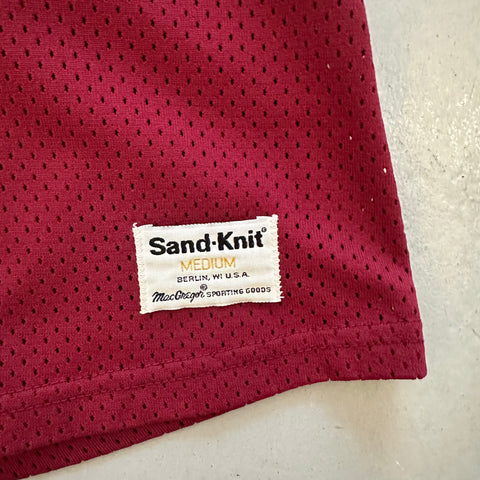 Sand·Knit®
MEDIUM
BERLIN, WI U.S.A.
MacGregor® SPORTING GOODS